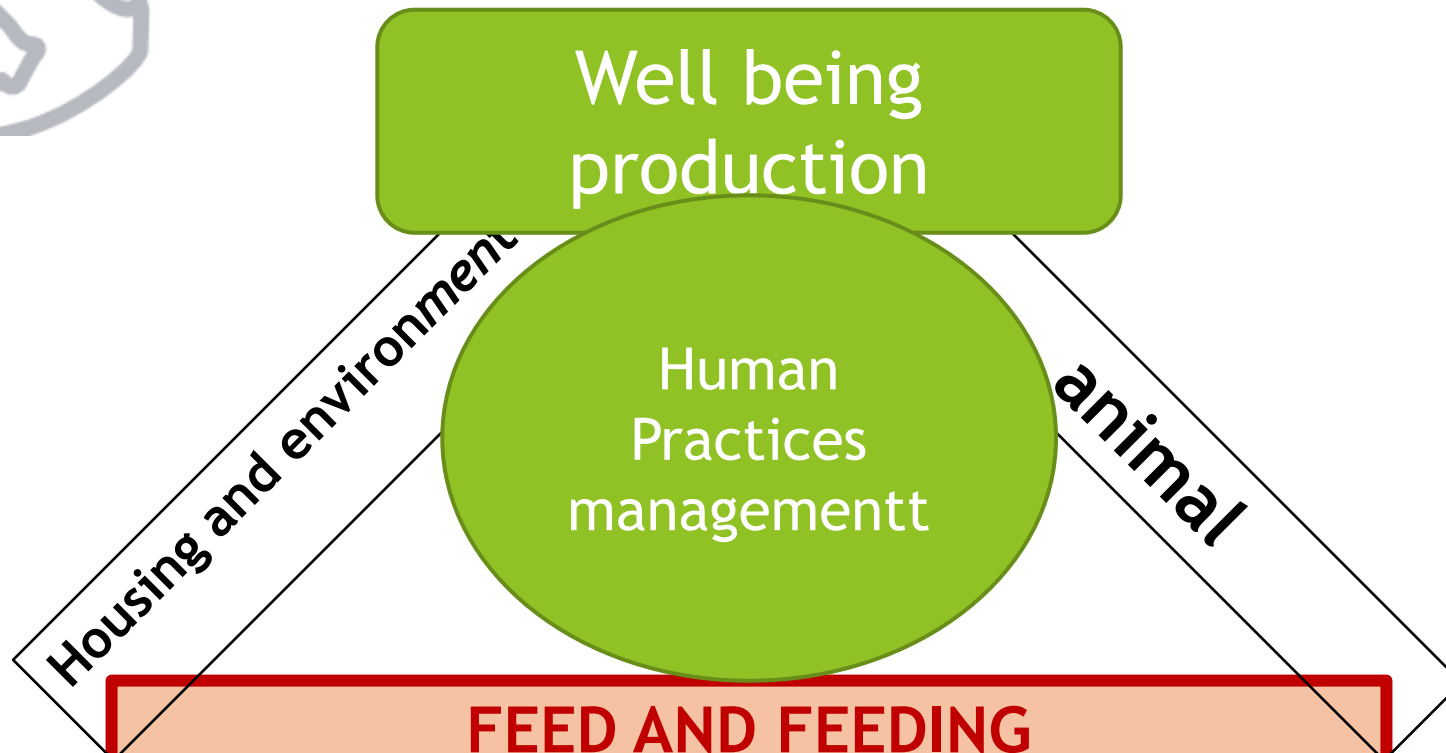 Well being
production
Housing and environment
Human
Practices
managementt
animal
FEED AND FEEDING